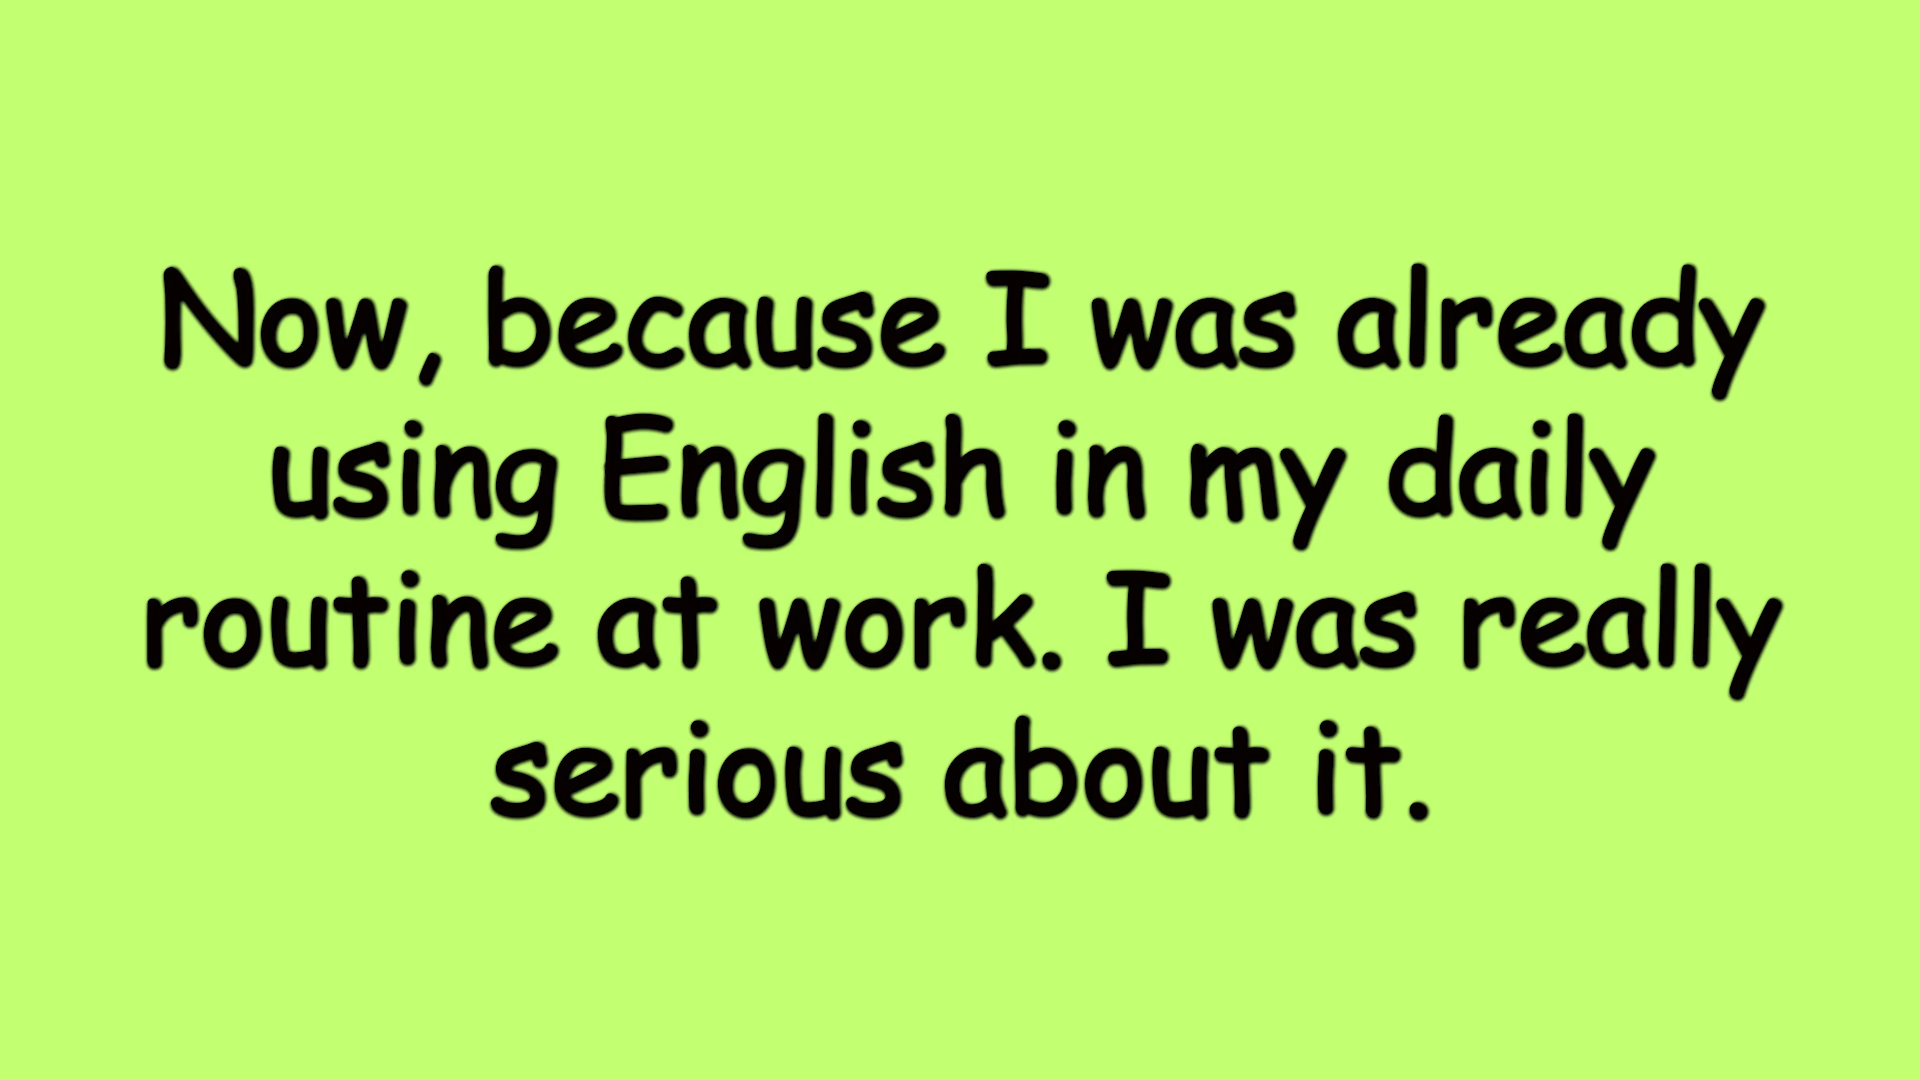 Now, because I was already
using English in my daily
routine at work. I was really
serious about it.